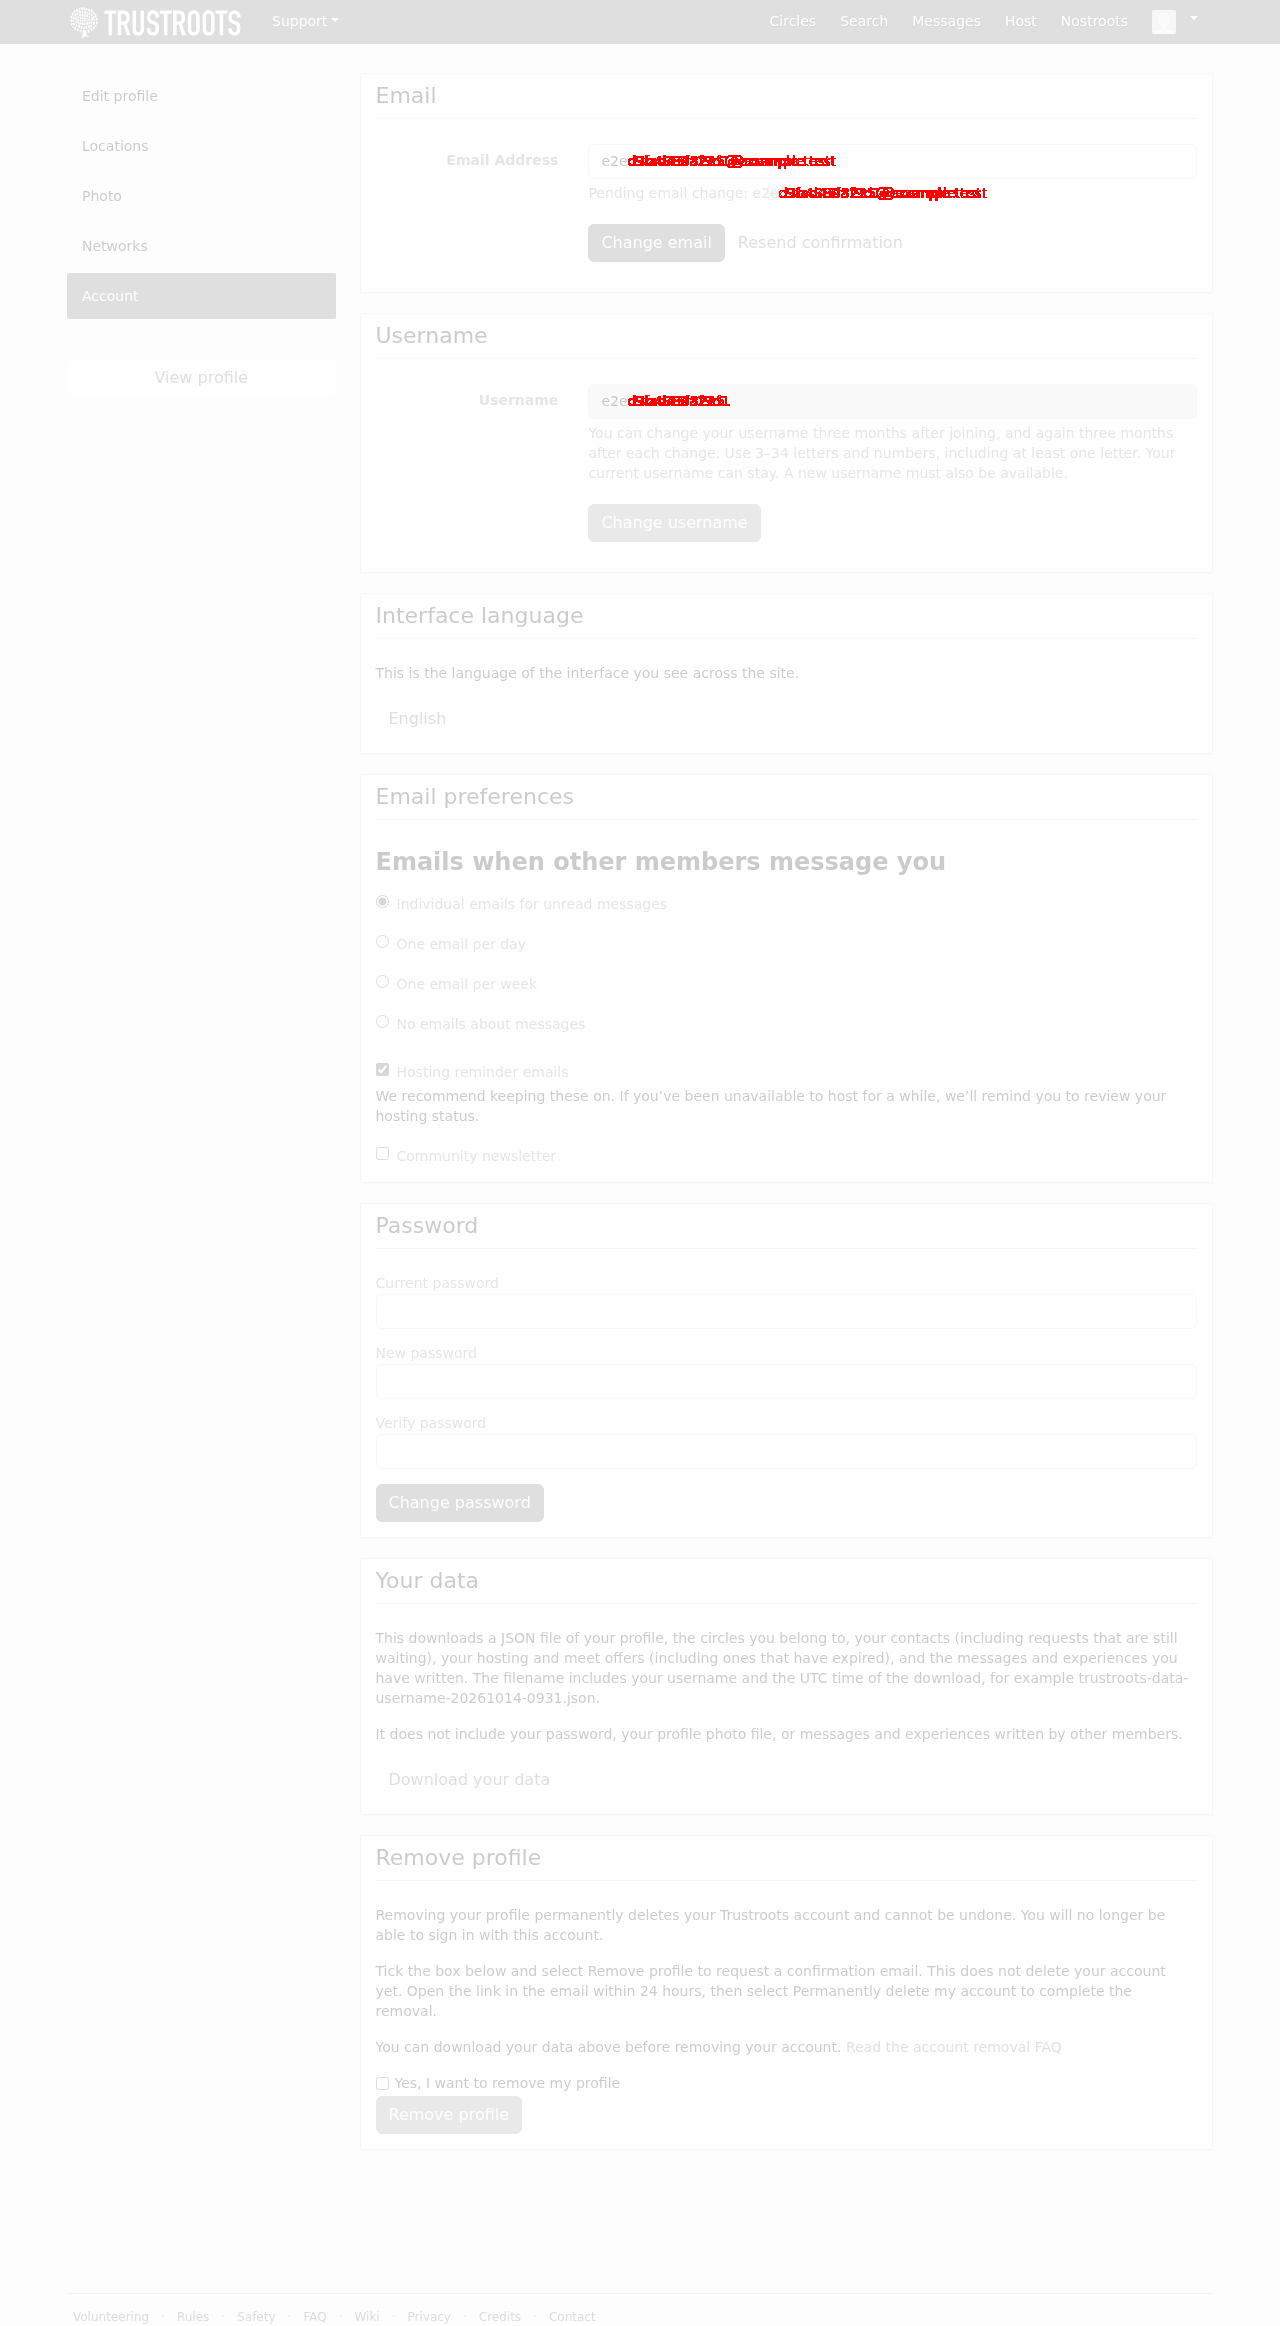 TRUSTROOTS
Support
Circles
Search
Messages
Host
Nostroots
Edit profile
Locations
Photo
Networks
Account
View profile
Email
Email Address
Pending email change:
Change email
Resend confirmation
Username
Username
You can change your username three months after joining, and again three months
after each change. Use 3–34 letters and numbers, including at least one letter. Your
current username can stay. A new username must also be available.
Change username
Interface language
This is the language of the interface you see across the site.
English
Email preferences
Emails when other members message you
Individual emails for unread messages
One email per day
One email per week
No emails about messages
Hosting reminder emails
We recommend keeping these on. If you’ve been unavailable to host for a while, we’ll remind you to review your
hosting status.
Community newsletter
Password
Current password
New password
Verify password
Change password
Your data
This downloads a JSON file of your profile, the circles you belong to, your contacts (including requests that are still
waiting), your hosting and meet offers (including ones that have expired), and the messages and experiences you
have written. The filename includes your username and the UTC time of the download, for example trustroots-data-
username-20261014-0931.json.
It does not include your password, your profile photo file, or messages and experiences written by other members.
Download your data
Remove profile
Removing your profile permanently deletes your Trustroots account and cannot be undone. You will no longer be
able to sign in with this account.
Tick the box below and select Remove profile to request a confirmation email. This does not delete your account
yet. Open the link in the email within 24 hours, then select Permanently delete my account to complete the
removal.
You can download your data above before removing your account. Read the account removal FAQ
Yes, I want to remove my profile
Remove profile
Volunteering · Rules · Safety · FAQ · Wiki · Privacy · Credits · Contact